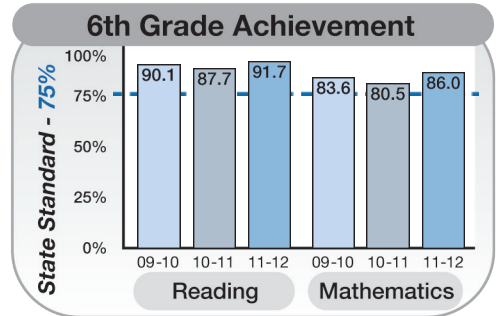 6th Grade Achievement
State Standard - 75%
100%
75%
50%
25%
0%
90.1
87.7
91.7
83.6
80.5
86.0
09-10 10-11 11-12 09-10 10-11 11-12
Reading Mathematics